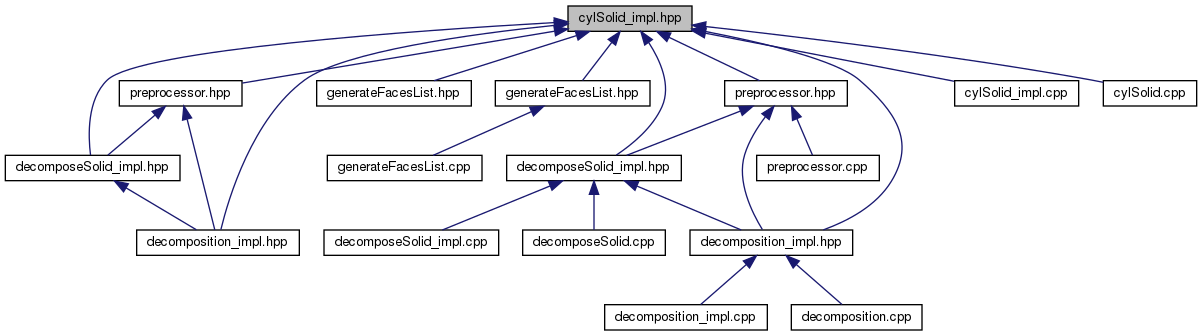 cylSolid_impl.hpp
preprocessor.hpp
generateFacesList.hpp
generateFacesList.hpp
preprocessor.hpp
cylSolid_impl.cpp
cylSolid.cpp
decomposeSolid_impl.hpp
generateFacesList.cpp
decomposeSolid_impl.hpp
preprocessor.cpp
decomposition_impl.hpp
decomposeSolid_impl.cpp
decomposeSolid.cpp
decomposition_impl.hpp
decomposition_impl.cpp
decomposition.cpp